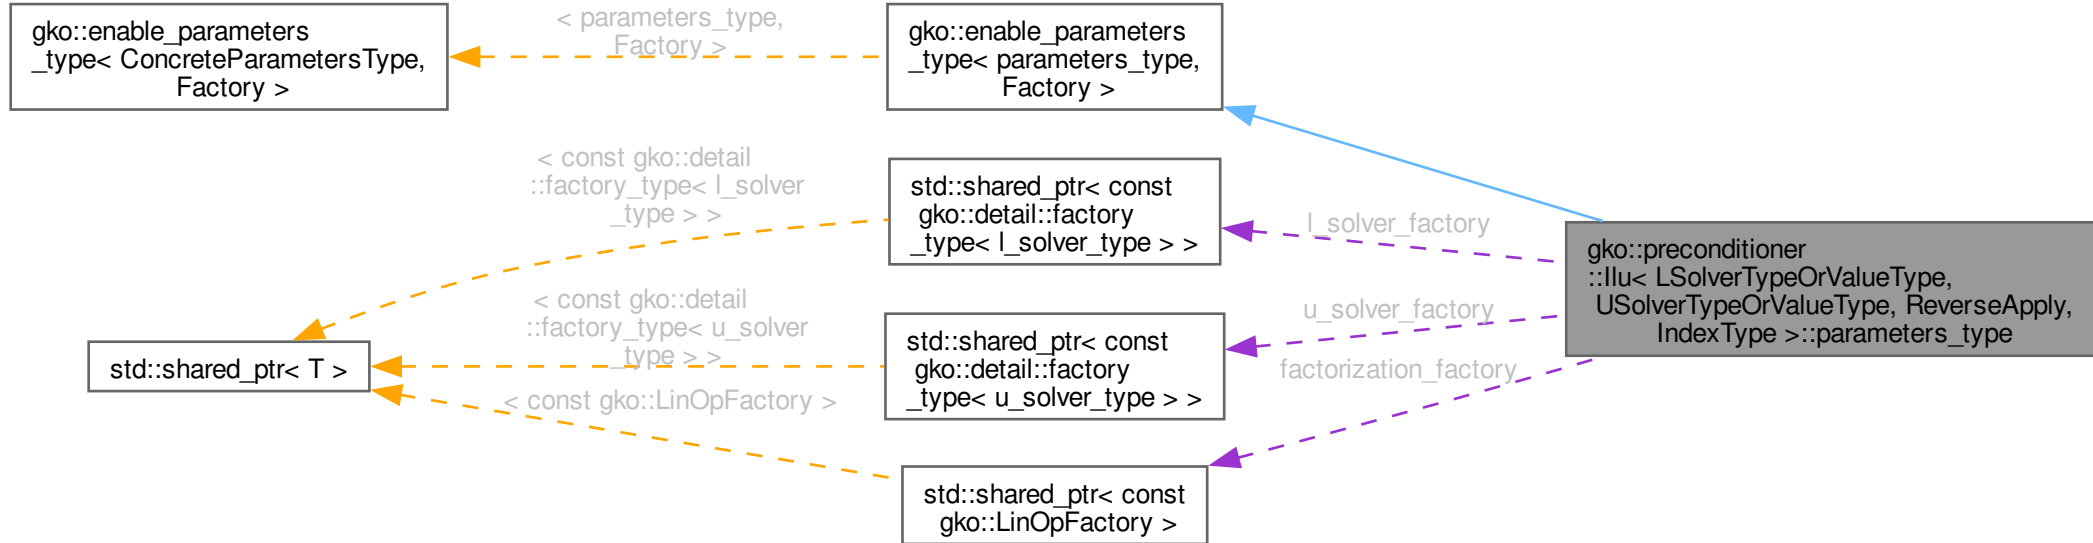 gko::enable_parameters
_type< ConcreteParametersType,
Factory >
< parameters_type,
Factory >
gko::enable_parameters
_type< parameters_type,
Factory >
< const gko::detail
::factory_type< l_solver
_type > >
std::shared_ptr< const
gko::detail::factory
_type< l_solver_type > >
l_solver_factory
gko::preconditioner
::Ilu< LSolverTypeOrValueType,
USolverTypeOrValueType, ReverseApply,
IndexType >::parameters_type
< const gko::detail
::factory_type< u_solver
_type > >
std::shared_ptr< T >
std::shared_ptr< const
gko::detail::factory
_type< u_solver_type > >
u_solver_factory
factorization_factory
< const gko::LinOpFactory >
std::shared_ptr< const
gko::LinOpFactory >